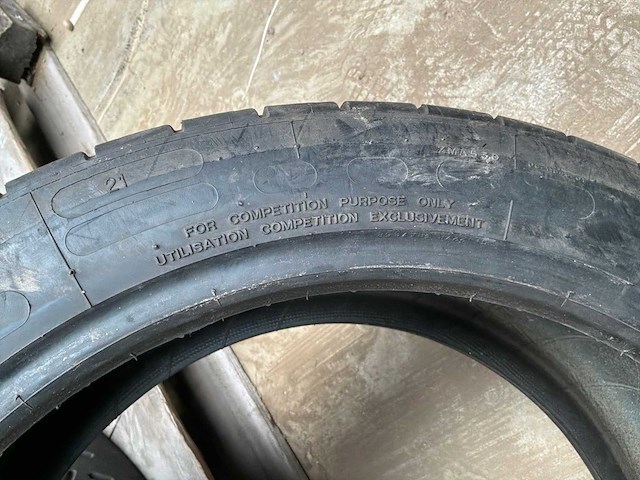 21
FOR COMPETITION PURPOSE ONLY
UTILISATION COMPETITION EXCLUSIVEMENT